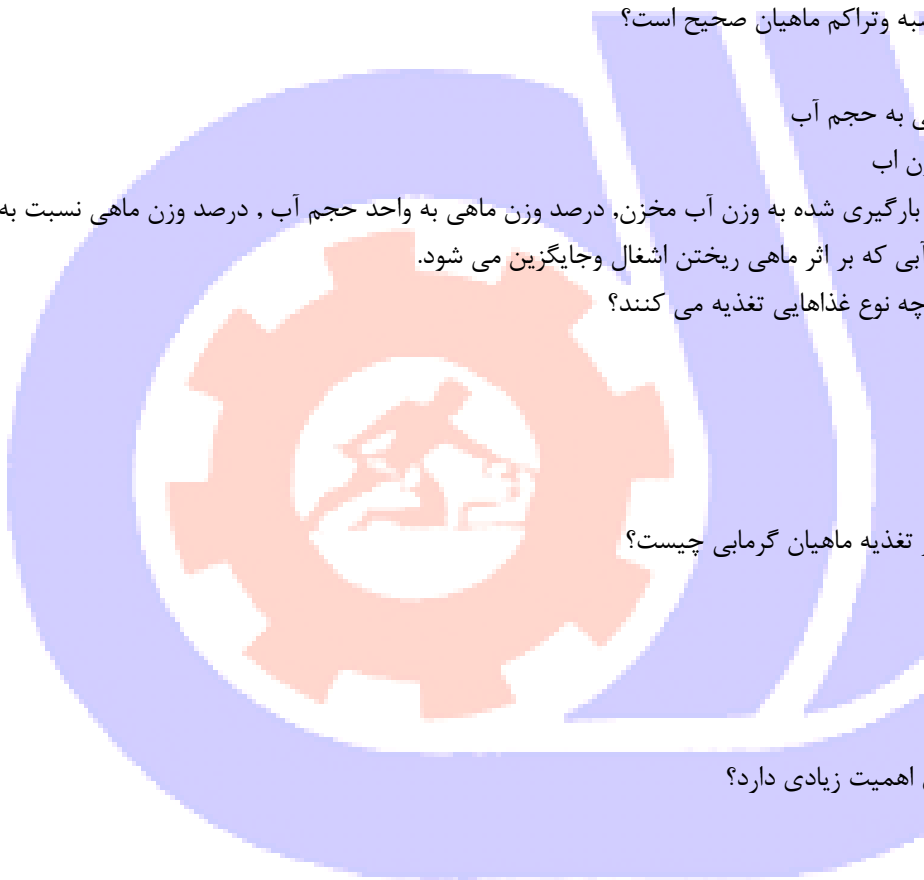 وتراکم ماهیان صحیح است؟
به حجم آب
اب
بارگیری شده به وزن آب مخزن, درصد وزن ماهی به واحد حجم آب , درصد وزن ماهی نسبت به
آبی که بر اثر ماهی ریختن اشغال وجایگزین می شود.
چه نوع غذاهایی تغذیه می کنند؟
تغذیه ماهیان گرمابی چیست؟
اهمیت زیادی دارد؟